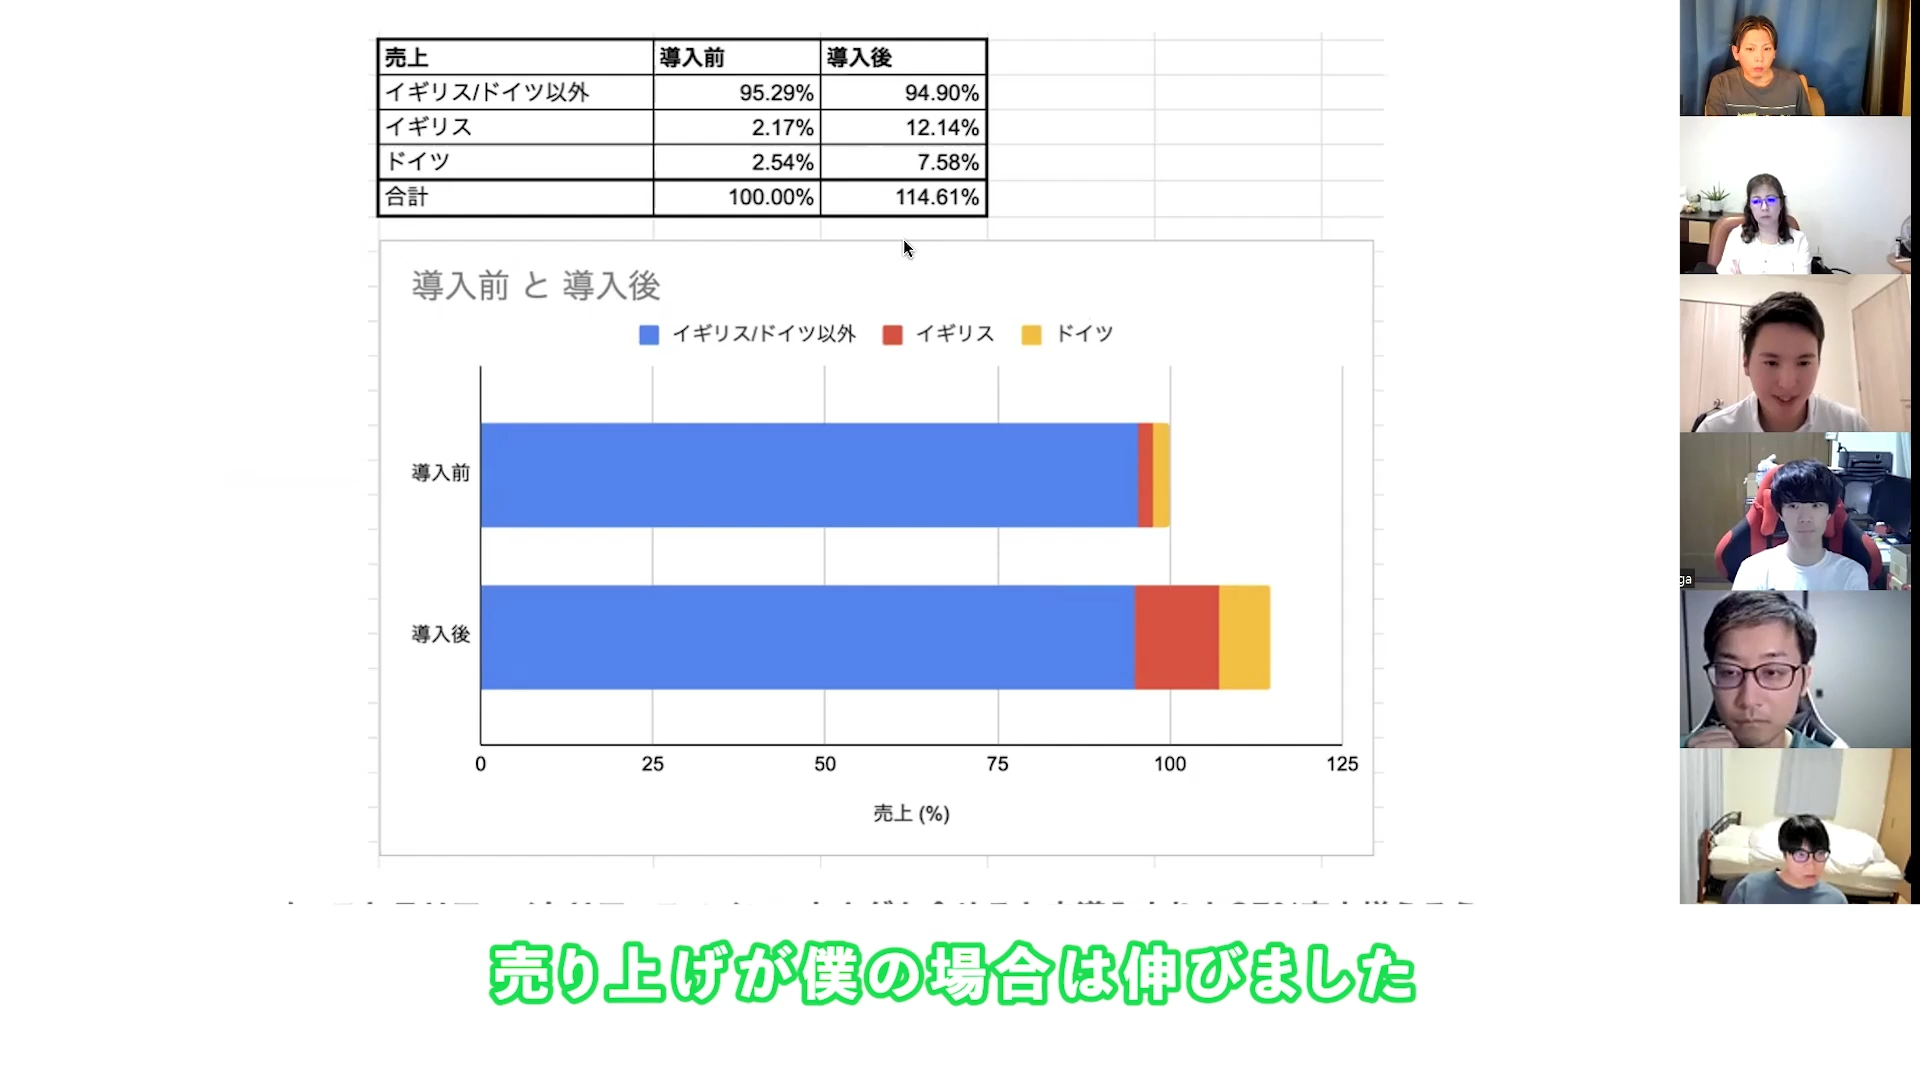 売上 導入前 導入後
イギリス/ドイツ以外 95.29% 94.90%
イギリス 2.17% 12.14%
ドイツ 2.54% 7.58%
合計 100.00% 114.61%
導入前 と 導入後
イギリス/ドイツ以外 イギリス ドイツ
導入前
導入後
0 25 50 75 100 125
売上 (%)
ga
売り上げが僕の場合は伸びました